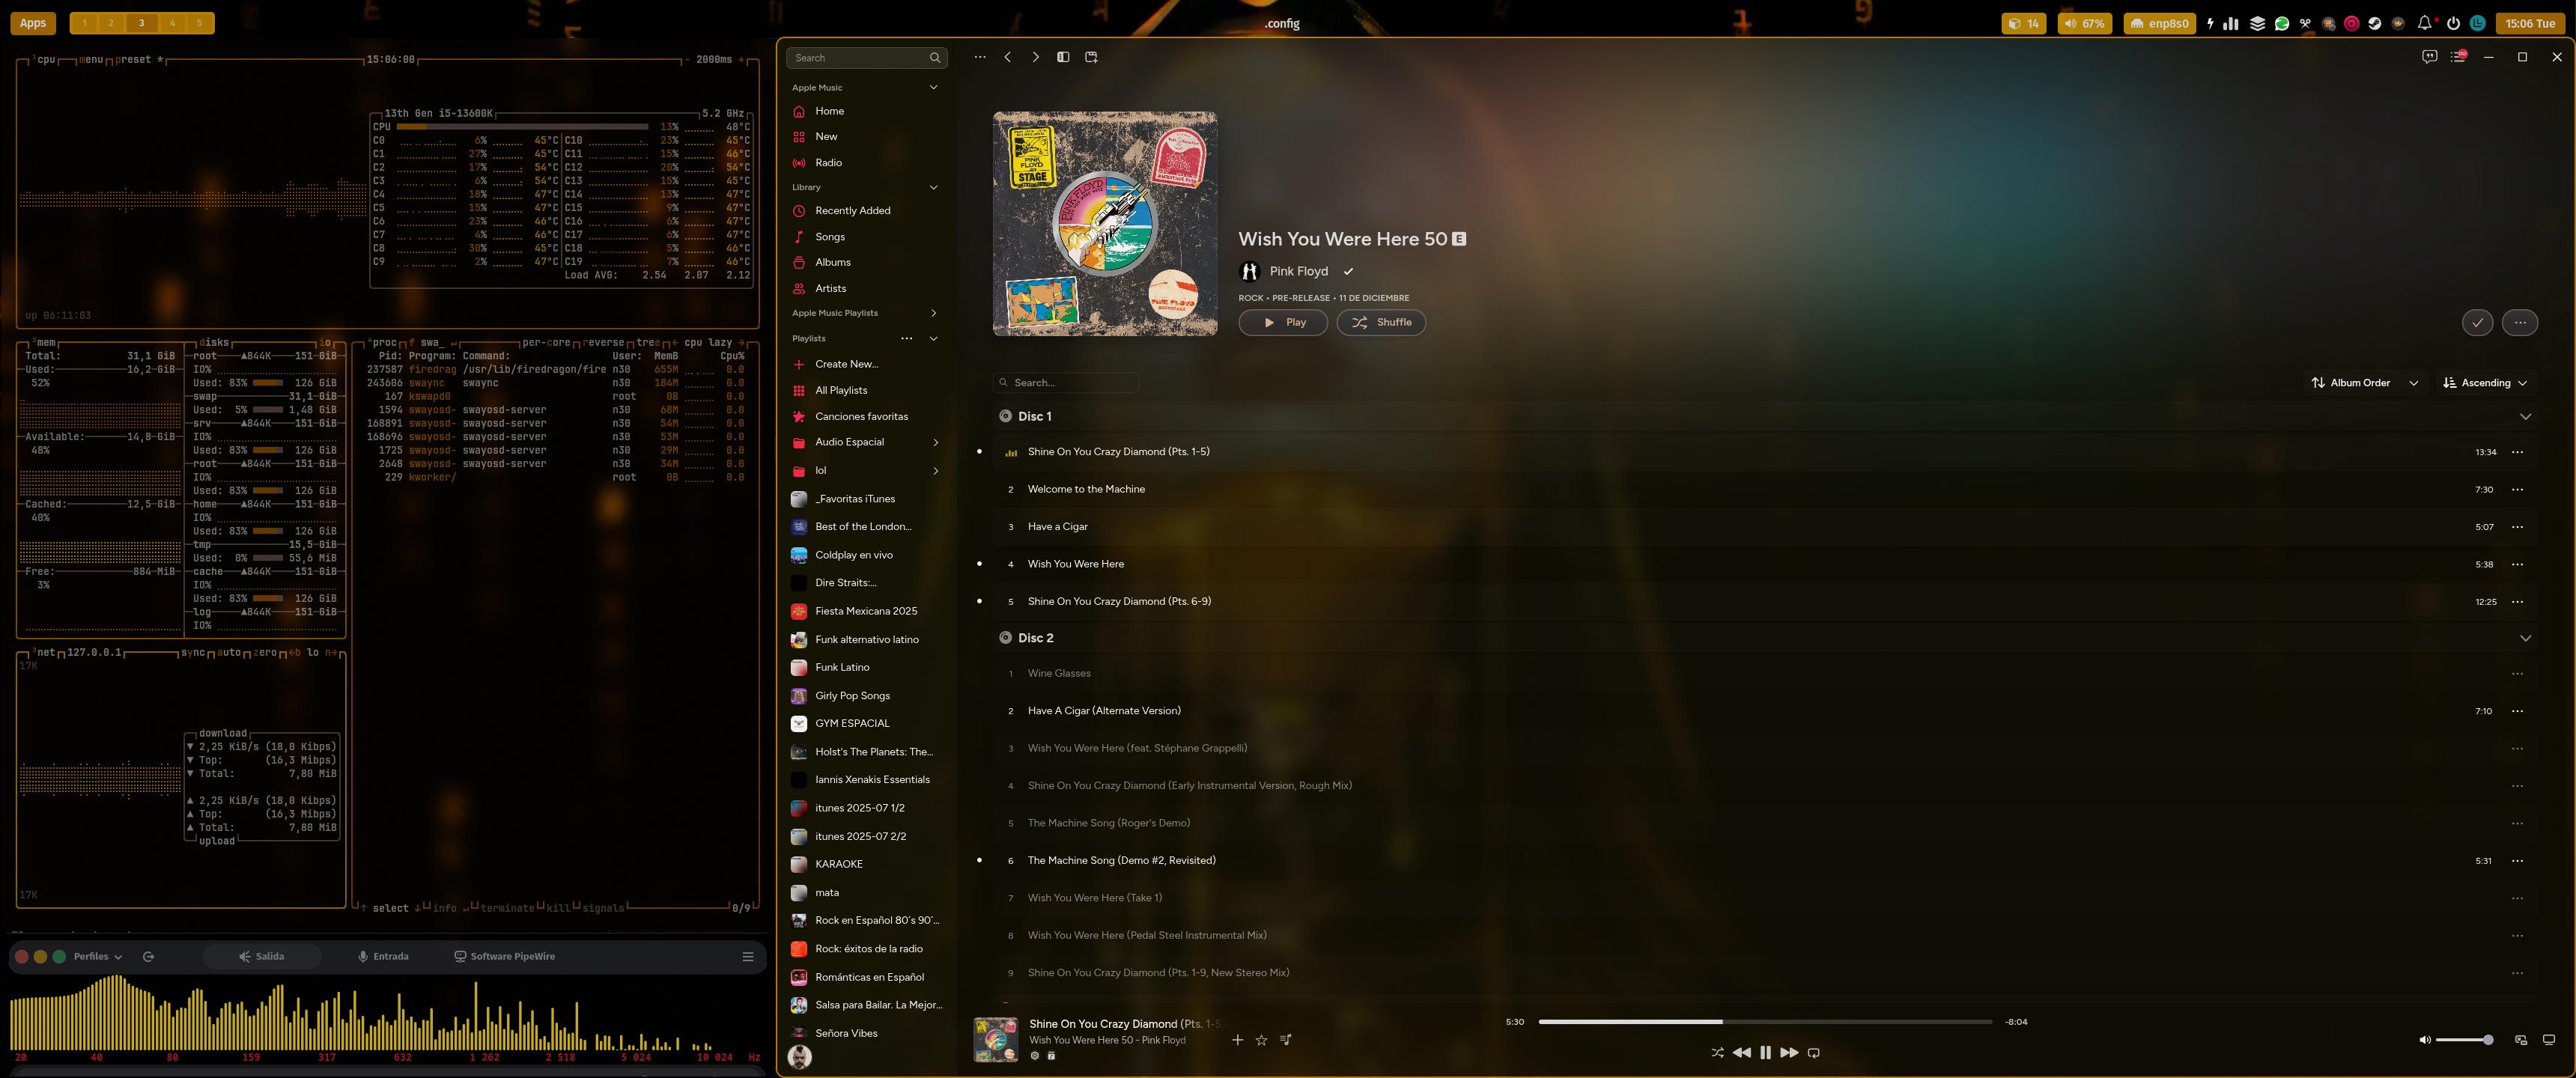 Apps 1 2 3 4 5 .config 14 67% enp8s0 15:06 Tue
¹cpu menu preset * 15:06:00 - 2000ms +
13th Gen i5-13600K 5.2 GHz
CPU 13% 48°C
C0 6% 45°C C10 23% 45°C
C1 27% 45°C C11 15% 46°C
C2 17% 54°C C12 20% 54°C
C3 6% 54°C C13 15% 45°C
C4 18% 47°C C14 13% 47°C
C5 15% 47°C C15 9% 47°C
C6 23% 46°C C16 6% 47°C
C7 4% 46°C C17 6% 47°C
C8 30% 45°C C18 5% 46°C
C9 2% 47°C C19 7% 46°C
Load AVG: 2.54 2.07 2.12
up 06:11:03
²mem
Total: 31,1 GiB
Used: 16,2 GiB
52%
Available: 14,8 GiB
48%
Cached: 12,5 GiB
40%
Free: 884 MiB
3%
disks io
root ▲844K 151 GiB
IO%
Used: 83% 126 GiB
swap 31,1 GiB
Used: 5% 1,48 GiB
srv ▲844K 151 GiB
IO%
Used: 83% 126 GiB
root ▲844K 151 GiB
IO%
Used: 83% 126 GiB
home ▲844K 151 GiB
IO%
Used: 83% 126 GiB
tmp 15,5 GiB
Used: 0% 55,6 MiB
cache ▲844K 151 GiB
IO%
Used: 83% 126 GiB
log ▲844K 151 GiB
IO%
⁴proc f swa_ ↵ per-core reverse tree ← cpu lazy →
Pid: Program: Command: User: MemB Cpu%
237587 firedrag /usr/lib/firedragon/fire n30 655M 0.0
243606 swaync swaync n30 184M 0.0
167 kswapd0 root 0B 0.0
1594 swayosd- swayosd-server n30 68M 0.0
168891 swayosd- swayosd-server n30 54M 0.0
168696 swayosd- swayosd-server n30 53M 0.0
1725 swayosd- swayosd-server n30 29M 0.0
2648 swayosd- swayosd-server n30 34M 0.0
229 kworker/ root 0B 0.0
↑ select ↓ info ↵ terminate kill signals 0/9
³net 127.0.0.1 sync auto zero ←b lo n→
17K
download
▼ 2,25 KiB/s (18,0 Kibps)
▼ Top: (16,3 Mibps)
▼ Total: 7,80 MiB
▲ 2,25 KiB/s (18,0 Kibps)
▲ Top: (16,3 Mibps)
▲ Total: 7,80 MiB
upload
17K
Perfiles Salida Entrada Software PipeWire
20 40 80 159 317 632 1 262 2 518 5 024 10 024 Hz
Search
Apple Music
Home
New
Radio
Library
Recently Added
Songs
Albums
Artists
Apple Music Playlists
Playlists
Create New...
All Playlists
Canciones favoritas
Audio Espacial
lol
_Favoritas iTunes
Best of the London...
Coldplay en vivo
Dire Straits:...
Fiesta Mexicana 2025
Funk alternativo latino
Funk Latino
Girly Pop Songs
GYM ESPACIAL
Holst's The Planets: The...
Iannis Xenakis Essentials
itunes 2025-07 1/2
itunes 2025-07 2/2
KARAOKE
mata
Rock en Español 80´s 90´...
Rock: éxitos de la radio
Románticas en Español
Salsa para Bailar. La Mejor...
Señora Vibes
PINK FLOYD
STAGE
Wish You Were Here 50 E
Pink Floyd
ROCK • PRE-RELEASE • 11 DE DICIEMBRE
Play Shuffle
Search...
Album Order Ascending
Disc 1
Shine On You Crazy Diamond (Pts. 1-5) 13:34
2 Welcome to the Machine 7:30
3 Have a Cigar 5:07
4 Wish You Were Here 5:38
5 Shine On You Crazy Diamond (Pts. 6-9) 12:25
Disc 2
1 Wine Glasses
2 Have A Cigar (Alternate Version) 7:10
3 Wish You Were Here (feat. Stéphane Grappelli)
4 Shine On You Crazy Diamond (Early Instrumental Version, Rough Mix)
5 The Machine Song (Roger's Demo)
6 The Machine Song (Demo #2, Revisited) 5:31
7 Wish You Were Here (Take 1)
8 Wish You Were Here (Pedal Steel Instrumental Mix)
9 Shine On You Crazy Diamond (Pts. 1-9, New Stereo Mix)
Shine On You Crazy Diamond (Pts. 1-5
Wish You Were Here 50 - Pink Floyd
5:30 -8:04